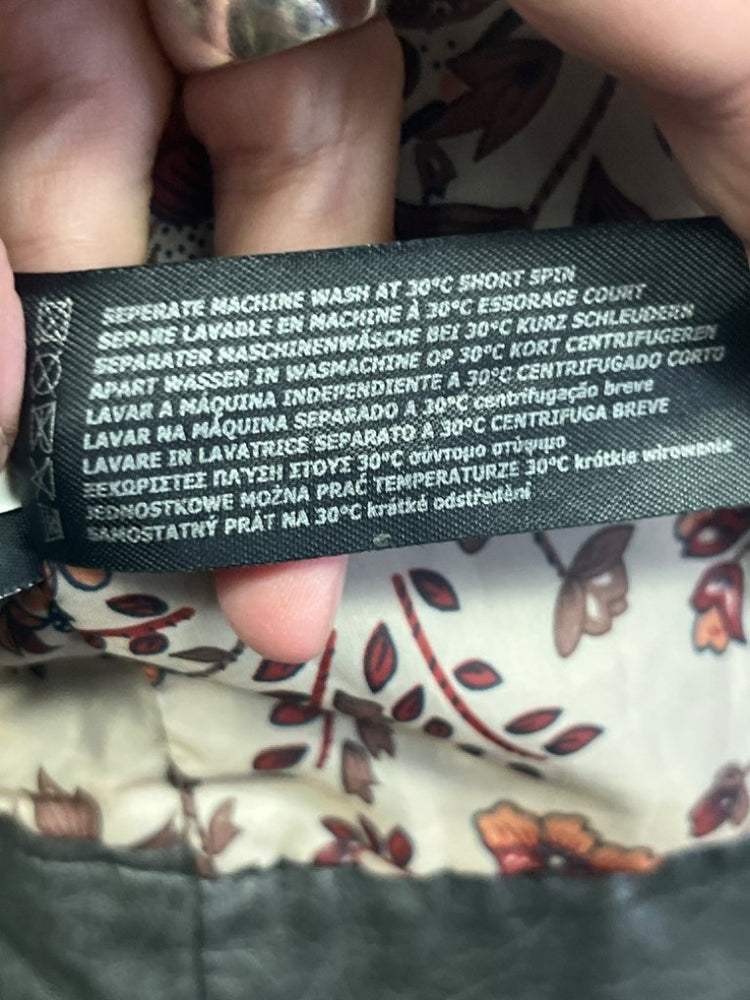 SEPERATE MACHINE WASH AT 30°C SHORT SPIN
SEPARE LAVABLE EN MACHINE À 30°C ESSORAGE COURT
SEPARATER MASCHINENWÄSCHE BEI 30°C KURZ SCHLEUDERN
APART WASSEN IN WASMACHINE OP 30°C KORT CENTRIFUGEREN
LAVAR A MÁQUINA INDEPENDIENTE A 30°C CENTRIFUGADO CORTO
LAVAR NA MÁQUINA SEPARADO A 30°C centrifugação breve
LAVARE IN LAVATRICE SEPARATO A 30°C CENTRIFUGA BREVE
ΞΕΧΩΡΙΣΤΕΣ ΠΛΥΣΗ ΣΤΟΥΣ 30°C σύντομο στύψιμο
JEDNOSTKOWE MOŻNA PRAĆ TEMPERATURZE 30°C krótkie wirowenie
SAMOSTATNÝ PRÁT NA 30°C krátké odstředění